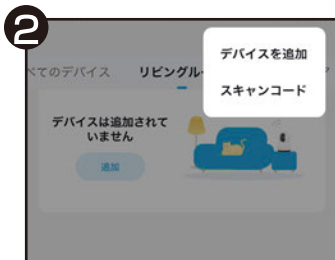 2
デバイスを追加
べてのデバイス リビングル
スキャンコード
デバイスは追加されて
いません
追加